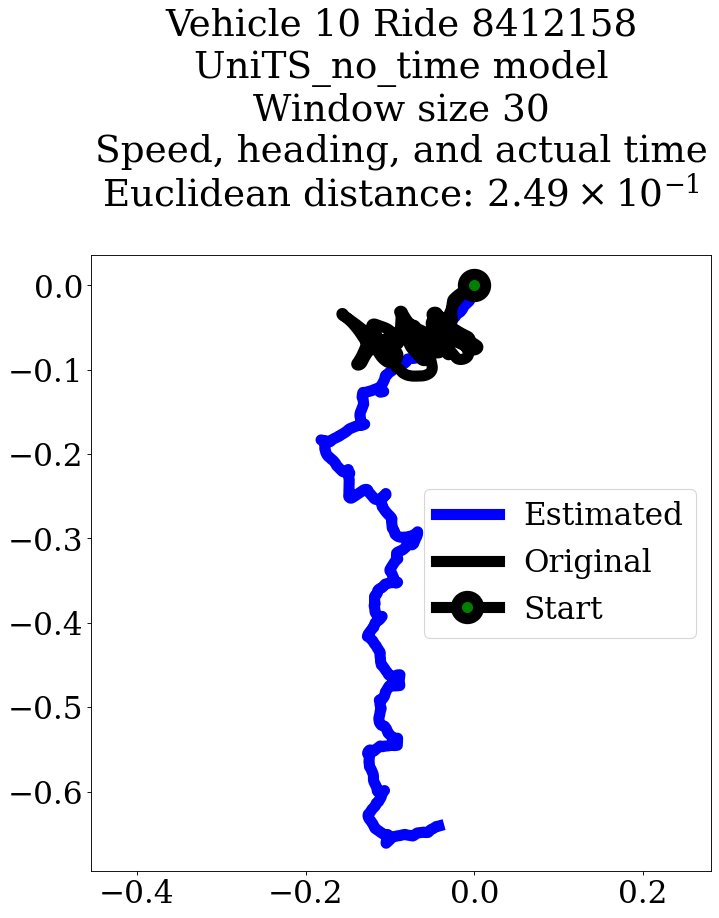 Vehicle 10 Ride 8412158
UniTS_no_time model
Window size 30
Speed, heading, and actual time
Euclidean distance: 2.49 × 10⁻¹
0.0
−0.1
−0.2
−0.3
−0.4
−0.5
−0.6
Estimated
Original
Start
−0.4 −0.2 0.0 0.2